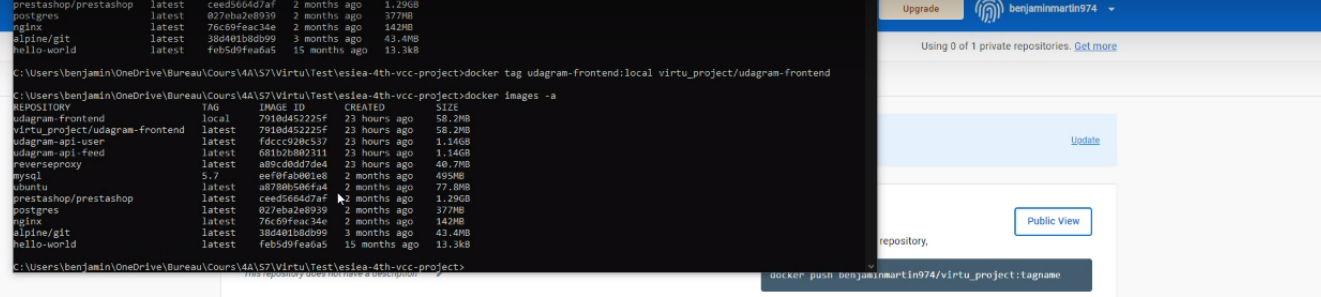 prestashop/prestashop latest ceed5664d7af 2 months ago 1.29GB
postgres latest 027eba2e8939 2 months ago 377MB
nginx latest 76c69feac34e 2 months ago 142MB
alpine/git latest 38d401b8db99 3 months ago 43.4MB
hello-world latest feb5d9fea6a5 15 months ago 13.3kB
Upgrade
benjaminmartin974
Using 0 of 1 private repositories. Get more
C:\Users\benjamin\OneDrive\Bureau\Cours\4A\S7\Virtu\Test\esiea-4th-vcc-project>docker tag udagram-frontend:local virtu_project/udagram-frontend
C:\Users\benjamin\OneDrive\Bureau\Cours\4A\S7\Virtu\Test\esiea-4th-vcc-project>docker images -a
REPOSITORY TAG IMAGE ID CREATED SIZE
udagram-frontend local 7910d452225f 23 hours ago 58.2MB
virtu_project/udagram-frontend latest 7910d452225f 23 hours ago 58.2MB
udagram-api-user latest fdccc920c537 23 hours ago 1.14GB
udagram-api-feed latest 681b2b802311 23 hours ago 1.14GB
reverseproxy latest a89cd0dd7de4 23 hours ago 40.7MB
mysql 5.7 eef0fab001e8 2 months ago 495MB
ubuntu latest a8780b506fa4 2 months ago 77.8MB
prestashop/prestashop latest ceed5664d7af 2 months ago 1.29GB
postgres latest 027eba2e8939 2 months ago 377MB
nginx latest 76c69feac34e 2 months ago 142MB
alpine/git latest 38d401b8db99 3 months ago 43.4MB
hello-world latest feb5d9fea6a5 15 months ago 13.3kB
C:\Users\benjamin\OneDrive\Bureau\Cours\4A\S7\Virtu\Test\esiea-4th-vcc-project>
Update
Public View
repository,
This repository does not have a description
docker push benjaminmartin974/virtu_project:tagname